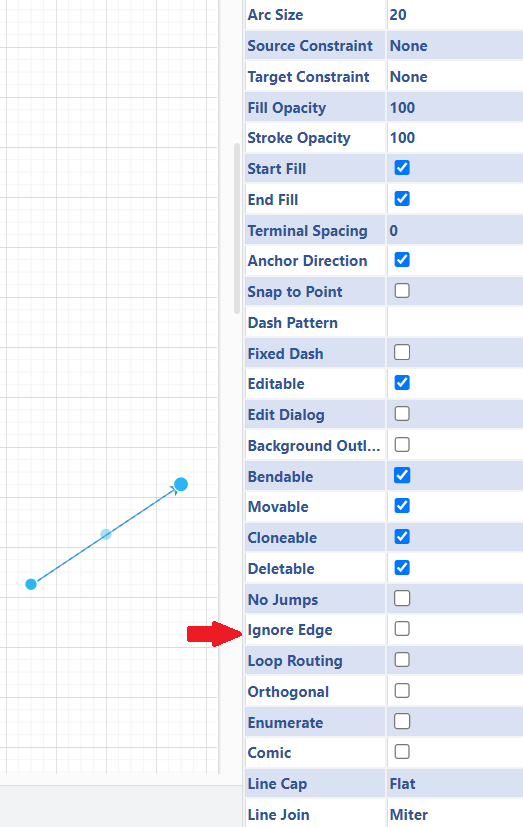 Arc Size 20
Source Constraint None
Target Constraint None
Fill Opacity 100
Stroke Opacity 100
Start Fill
End Fill
Terminal Spacing 0
Anchor Direction
Snap to Point
Dash Pattern
Fixed Dash
Editable
Edit Dialog
Background Outl...
Bendable
Movable
Cloneable
Deletable
No Jumps
Ignore Edge
Loop Routing
Orthogonal
Enumerate
Comic
Line Cap Flat
Line Join Miter